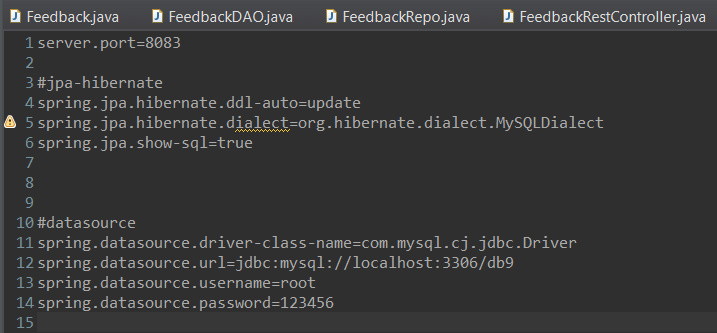 Feedback.java FeedbackDAO.java FeedbackRepo.java FeedbackRestController.java
1 server.port=8083
2
3 #jpa-hibernate
4 spring.jpa.hibernate.ddl-auto=update
5 spring.jpa.hibernate.dialect=org.hibernate.dialect.MySQLDialect
6 spring.jpa.show-sql=true
7
8
9
10 #datasource
11 spring.datasource.driver-class-name=com.mysql.cj.jdbc.Driver
12 spring.datasource.url=jdbc:mysql://localhost:3306/db9
13 spring.datasource.username=root
14 spring.datasource.password=123456
15